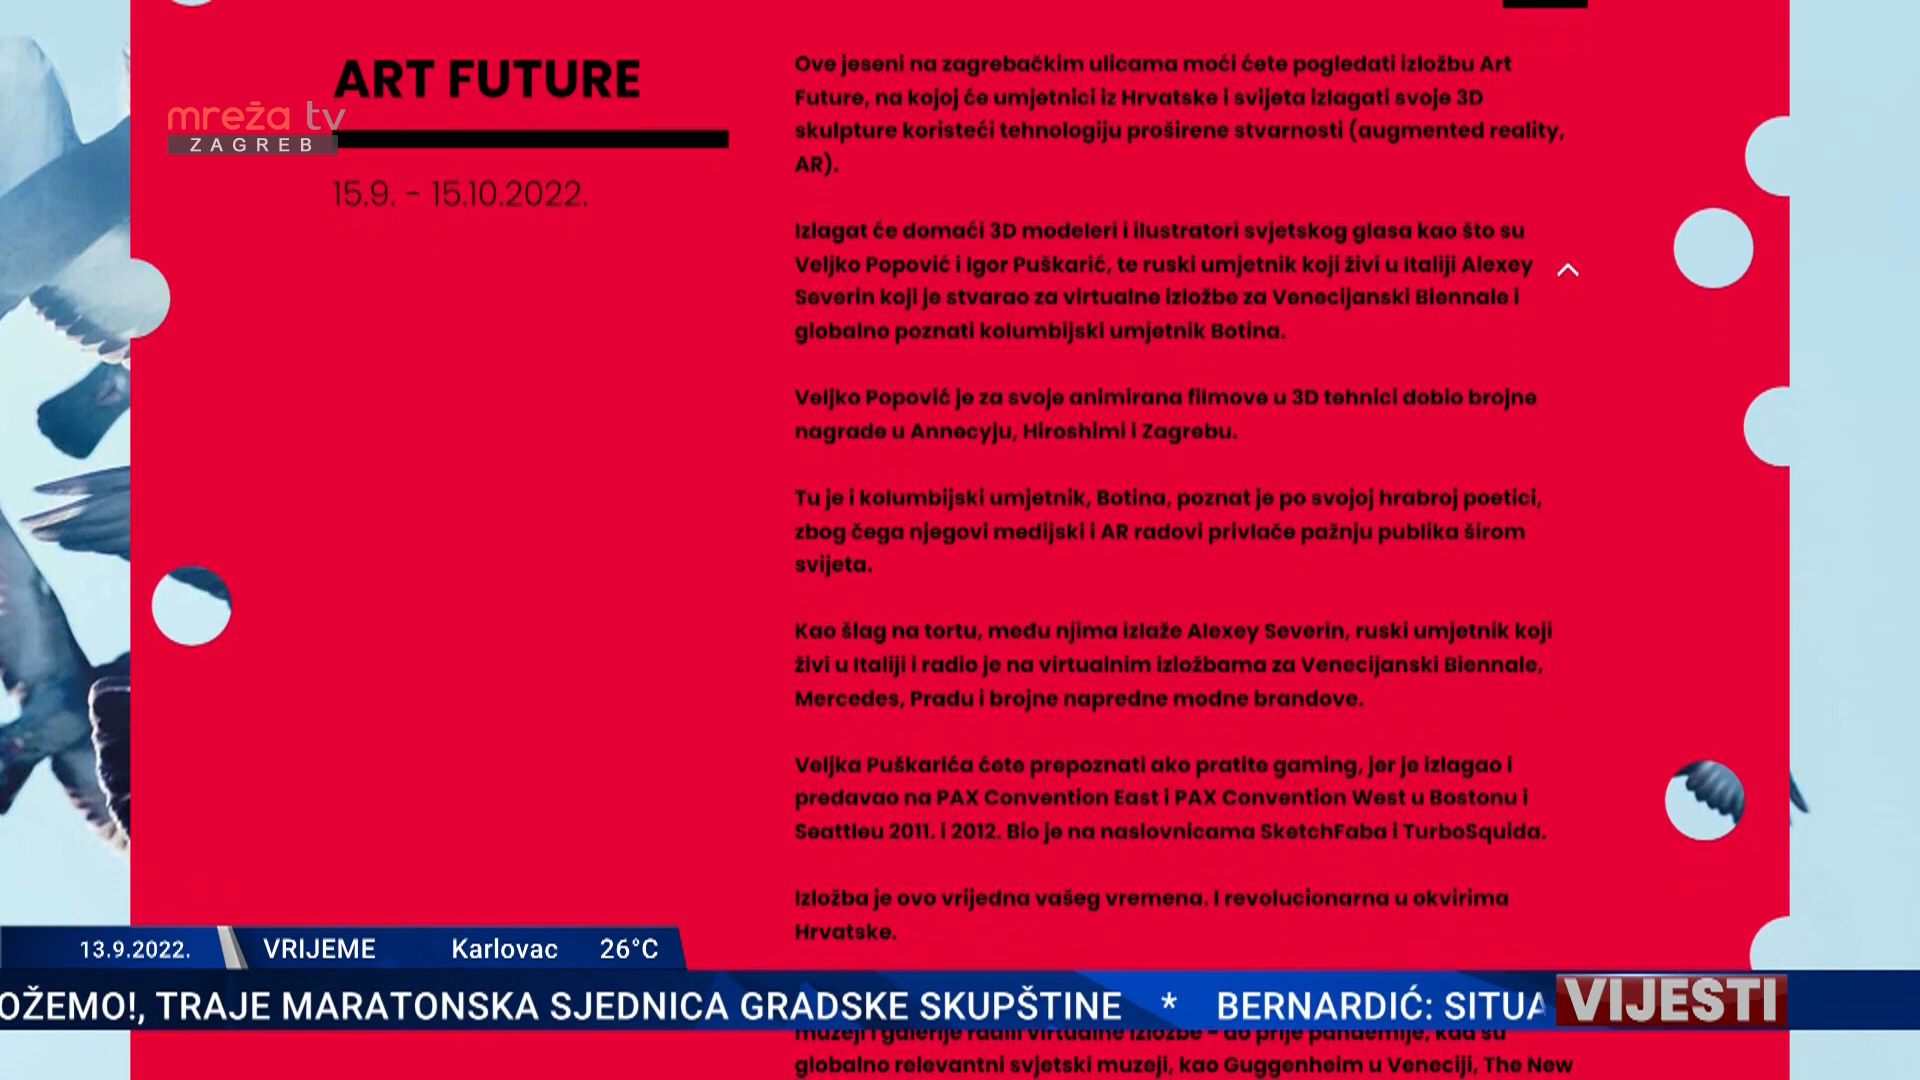 ART FUTURE
mreža tv
ZAGREB
15.9. - 15.10.2022.
Ove jeseni na zagrebačkim ulicama moći ćete pogledati izložbu Art
Future, na kojoj će umjetnici iz Hrvatske i svijeta izlagati svoje 3D
skulpture koristeći tehnologiju proširene stvarnosti (augmented reality,
AR).
Izlagat će domaći 3D modeleri i ilustratori svjetskog glasa kao što su
Veljko Popović i Igor Puškarić, te ruski umjetnik koji živi u Italiji Alexey
Severin koji je stvarao za virtualne izložbe za Venecijanski Biennale i
globalno poznati kolumbijski umjetnik Botina.
Veljko Popović je za svoje animirana filmove u 3D tehnici dobio brojne
nagrade u Annecyju, Hiroshimi i Zagrebu.
Tu je i kolumbijski umjetnik, Botina, poznat je po svojoj hrabroj poetici,
zbog čega njegovi medijski i AR radovi privlače pažnju publika širom
svijeta.
Kao šlag na tortu, među njima izlaže Alexey Severin, ruski umjetnik koji
živi u Italiji i radio je na virtualnim izložbama za Venecijanski Biennale,
Mercedes, Pradu i brojne napredne modne brandove.
Veljka Puškarića ćete prepoznati ako pratite gaming, jer je izlagao i
predavao na PAX Convention East i PAX Convention West u Bostonu i
Seattleu 2011. i 2012. Bio je na naslovnicama SketchFaba i TurboSquida.
Izložba je ovo vrijedna vašeg vremena. I revolucionarna u okvirima
Hrvatske.
13.9.2022. VRIJEME Karlovac 26°C
OŽEMO!, TRAJE MARATONSKA SJEDNICA GRADSKE SKUPŠTINE * BERNARDIĆ: SITUA
VIJESTI
muzeji i galerije radili virtualne izložbe - do prije pandemije, kad su
globalno relevantni svjetski muzeji, kao Guggenheim u Veneciji, The New